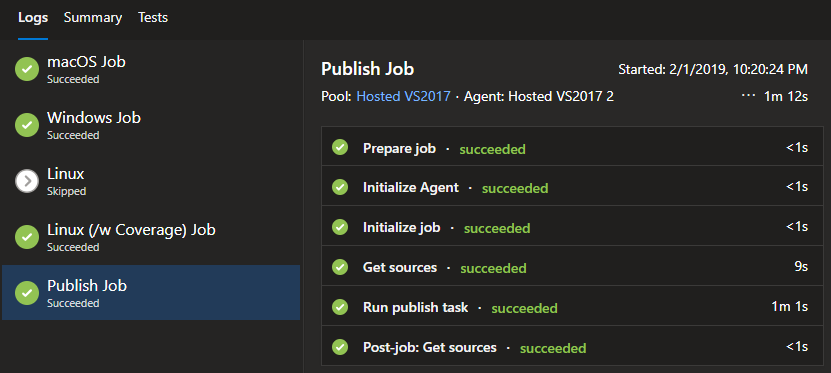 Logs Summary Tests
macOS Job
Succeeded
Windows Job
Succeeded
Linux
Skipped
Linux (/w Coverage) Job
Succeeded
Publish Job
Succeeded
Publish Job Started: 2/1/2019, 10:20:24 PM
Pool: Hosted VS2017 · Agent: Hosted VS2017 2 ··· 1m 12s
Prepare job · succeeded <1s
Initialize Agent · succeeded <1s
Initialize job · succeeded <1s
Get sources · succeeded 9s
Run publish task · succeeded 1m 1s
Post-job: Get sources · succeeded <1s